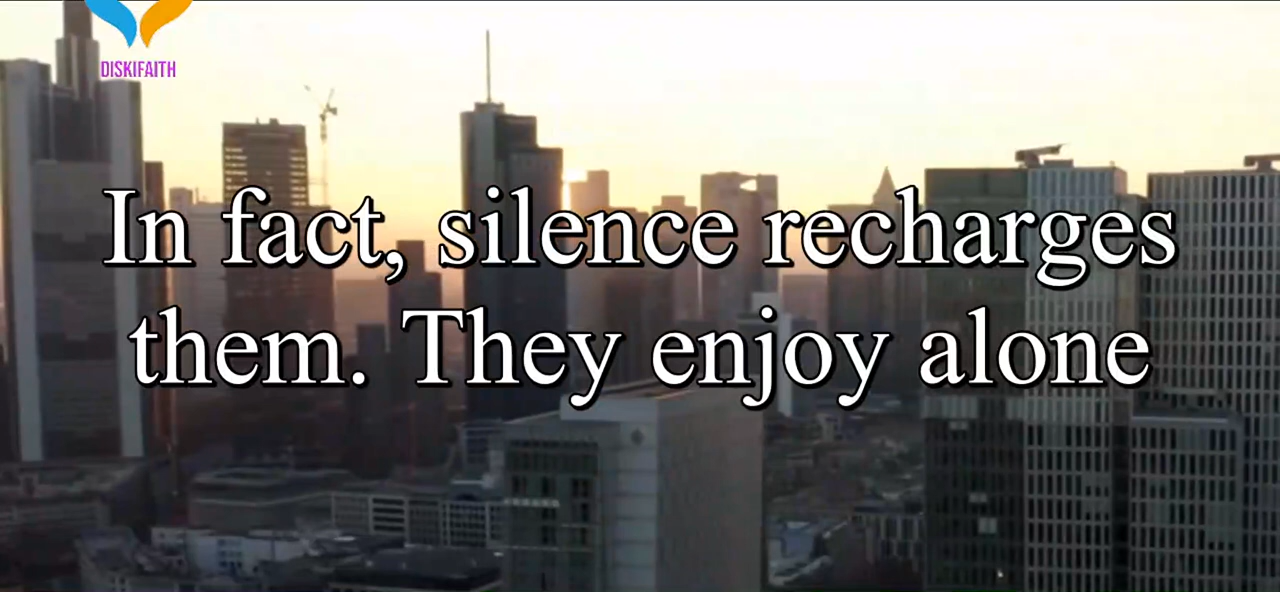 DISKIFAITH
In fact, silence recharges
them. They enjoy alone